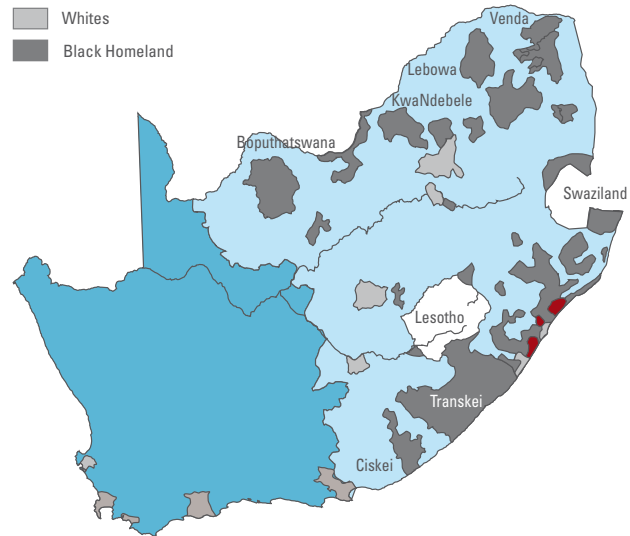 Whites
Black Homeland
Venda
Lebowa
KwaNdebele
Boputhatswana
Swaziland
Lesotho
Transkei
Ciskei